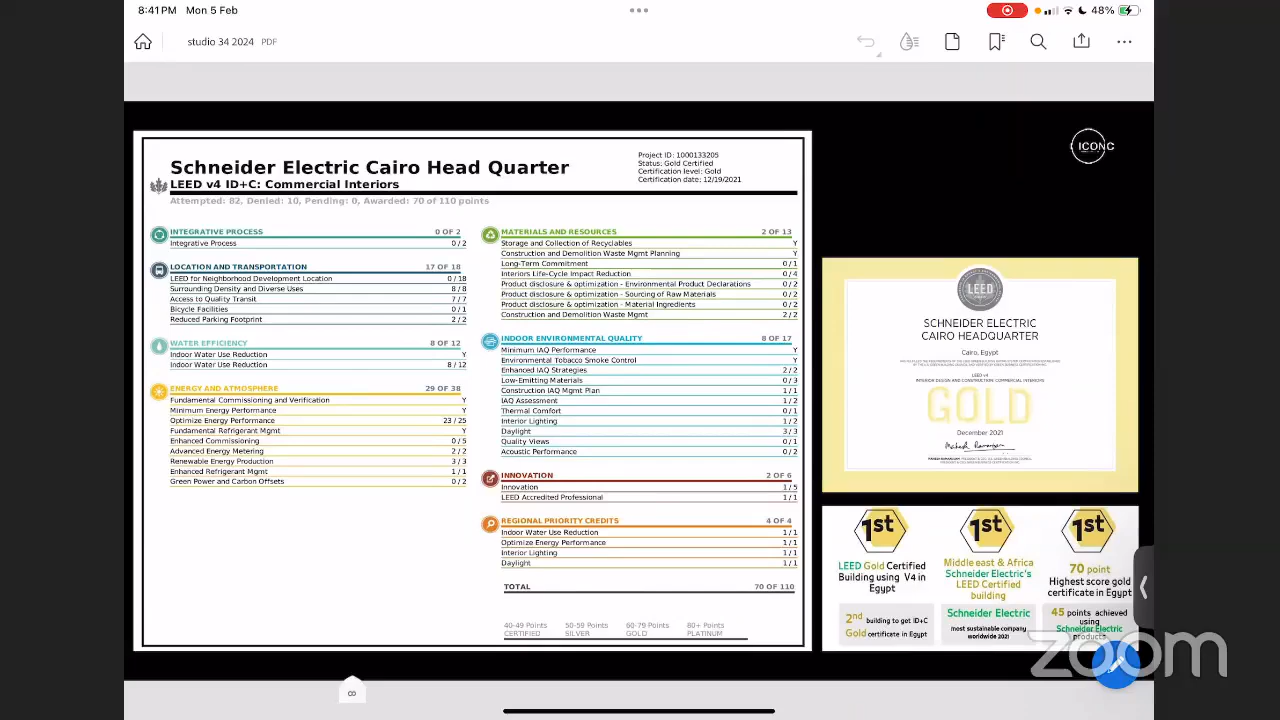 8:41PM Mon 5 Feb
48%
studio 34 2024 PDF
ICONC
Schneider Electric Cairo Head Quarter
LEED v4 ID+C: Commercial Interiors
Project ID: 1000133205
Status: Gold Certified
Certification level: Gold
Certification date: 12/19/2021
Attempted: 82, Denied: 10, Pending: 0, Awarded: 70 of 110 points
INTEGRATIVE PROCESS 0 OF 2
Integrative Process 0 / 2
LOCATION AND TRANSPORTATION 17 OF 18
LEED for Neighborhood Development Location 0 / 18
Surrounding Density and Diverse Uses 8 / 8
Access to Quality Transit 7 / 7
Bicycle Facilities 0 / 1
Reduced Parking Footprint 2 / 2
WATER EFFICIENCY 8 OF 12
Indoor Water Use Reduction Y
Indoor Water Use Reduction 8 / 12
ENERGY AND ATMOSPHERE 29 OF 38
Fundamental Commissioning and Verification Y
Minimum Energy Performance Y
Optimize Energy Performance 23 / 25
Fundamental Refrigerant Mgmt Y
Enhanced Commissioning 0 / 5
Advanced Energy Metering 2 / 2
Renewable Energy Production 3 / 3
Enhanced Refrigerant Mgmt 1 / 1
Green Power and Carbon Offsets 0 / 2
MATERIALS AND RESOURCES 2 OF 13
Storage and Collection of Recyclables Y
Construction and Demolition Waste Mgmt Planning Y
Long-Term Commitment 0 / 1
Interiors Life-Cycle Impact Reduction 0 / 4
Product disclosure & optimization - Environmental Product Declarations 0 / 2
Product disclosure & optimization - Sourcing of Raw Materials 0 / 2
Product disclosure & optimization - Material Ingredients 0 / 2
Construction and Demolition Waste Mgmt 2 / 2
INDOOR ENVIRONMENTAL QUALITY 8 OF 17
Minimum IAQ Performance Y
Environmental Tobacco Smoke Control Y
Enhanced IAQ Strategies 2 / 2
Low-Emitting Materials 0 / 3
Construction IAQ Mgmt Plan 1 / 1
IAQ Assessment 1 / 2
Thermal Comfort 0 / 1
Interior Lighting 1 / 2
Daylight 3 / 3
Quality Views 0 / 1
Acoustic Performance 0 / 2
INNOVATION 2 OF 6
Innovation 1 / 5
LEED Accredited Professional 1 / 1
REGIONAL PRIORITY CREDITS 4 OF 4
Indoor Water Use Reduction 1 / 1
Optimize Energy Performance 1 / 1
Interior Lighting 1 / 1
Daylight 1 / 1
TOTAL 70 OF 110
40-49 Points 50-59 Points 60-79 Points 80+ Points
CERTIFIED SILVER GOLD PLATINUM
LEED
SCHNEIDER ELECTRIC
CAIRO HEADQUARTER
Cairo, Egypt
LEED v4
INTERIOR DESIGN AND CONSTRUCTION: COMMERCIAL INTERIORS
GOLD
December 2021
1st
LEED Gold Certified
Building using V4 in
Egypt
2nd building to get ID+C
Gold certificate in Egypt
1st
Middle east & Africa
Schneider Electric's
LEED Certified
building
Schneider Electric
most sustainable company
worldwide 2021
1st
70 point
Highest score gold
certificate in Egypt
45 points achieved
using
Schneider Electric
products
zoom
8